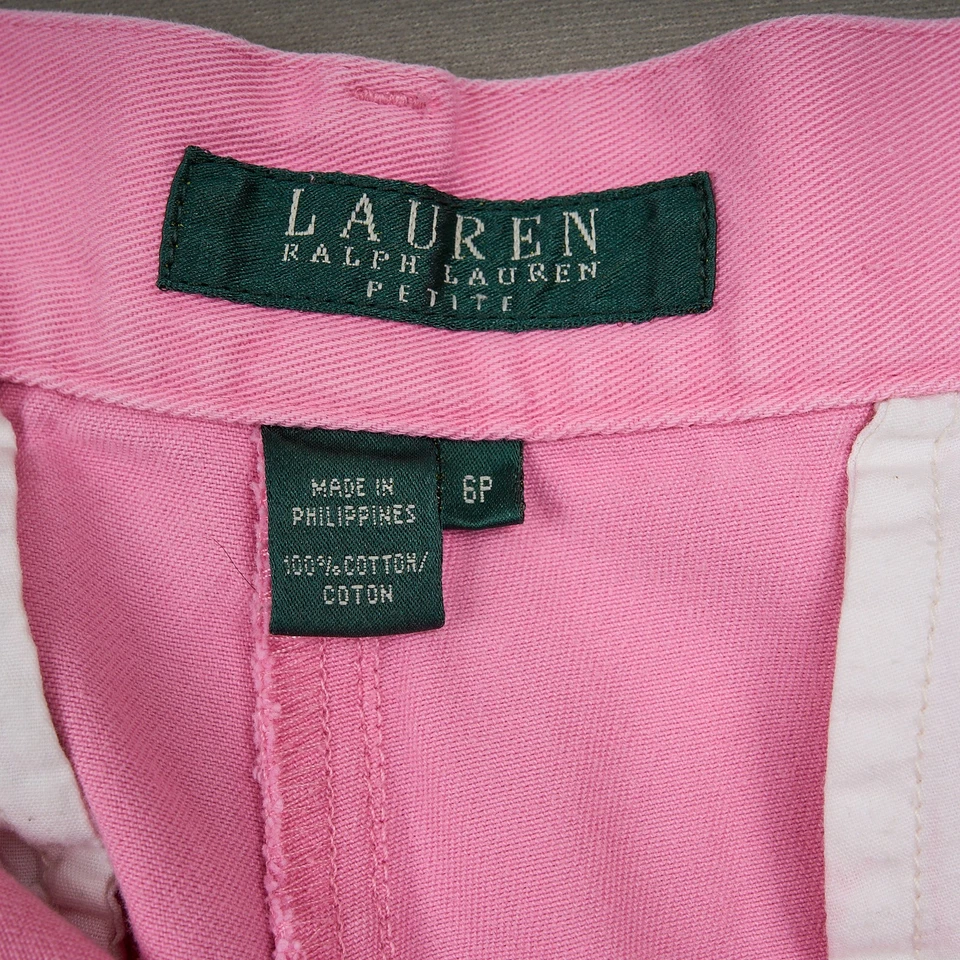 LAUREN
RALPH LAUREN
PETITE
MADE IN
PHILIPPINES
6P
100%COTTON/
COTON